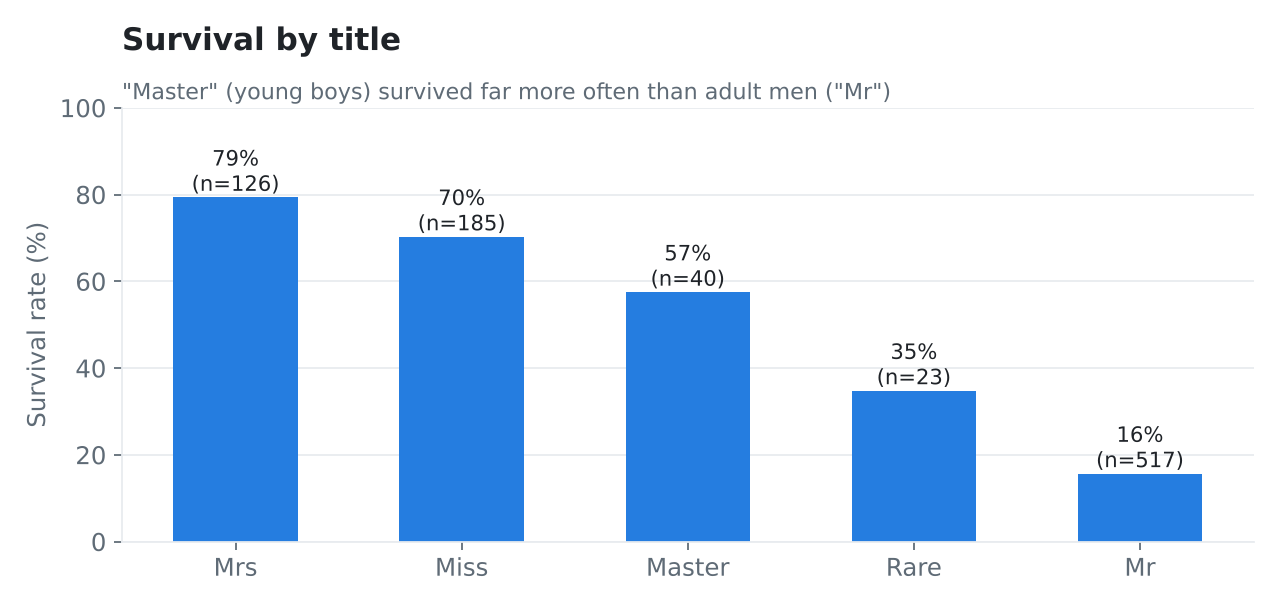 Survival by title
"Master" (young boys) survived far more often than adult men ("Mr")
Survival rate (%)
100
80
60
40
20
0
79%
(n=126)
70%
(n=185)
57%
(n=40)
35%
(n=23)
16%
(n=517)
Mrs
Miss
Master
Rare
Mr